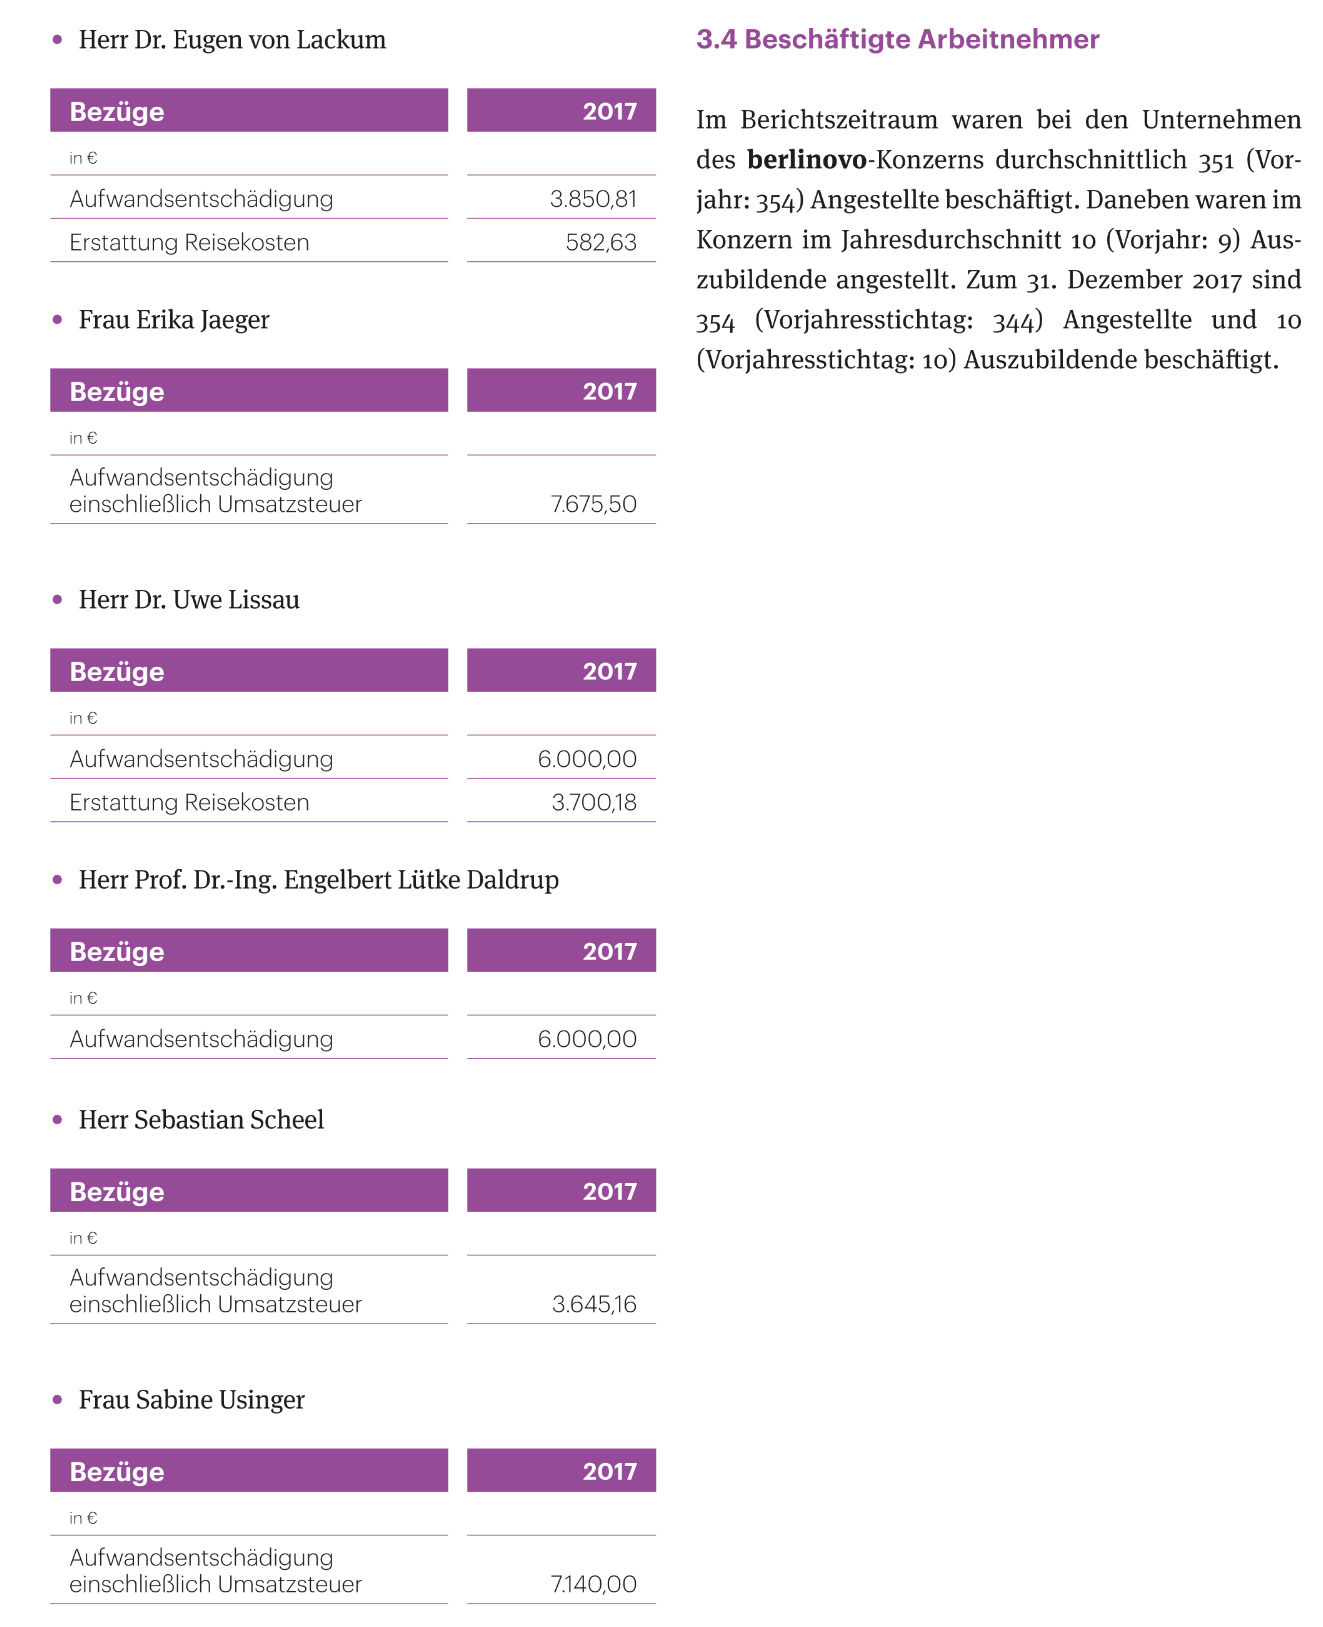 • Herr Dr. Eugen von Lackum
Bezüge 2017
in €
Aufwandsentschädigung 3.850,81
Erstattung Reisekosten 582,63
• Frau Erika Jaeger
Bezüge 2017
in €
Aufwandsentschädigung
einschließlich Umsatzsteuer 7.675,50
• Herr Dr. Uwe Lissau
Bezüge 2017
in €
Aufwandsentschädigung 6.000,00
Erstattung Reisekosten 3.700,18
• Herr Prof. Dr.-Ing. Engelbert Lütke Daldrup
Bezüge 2017
in €
Aufwandsentschädigung 6.000,00
• Herr Sebastian Scheel
Bezüge 2017
in €
Aufwandsentschädigung
einschließlich Umsatzsteuer 3.645,16
• Frau Sabine Usinger
Bezüge 2017
in €
Aufwandsentschädigung
einschließlich Umsatzsteuer 7.140,00
3.4 Beschäftigte Arbeitnehmer
Im Berichtszeitraum waren bei den Unternehmen
des berlinovo-Konzerns durchschnittlich 351 (Vor-
jahr: 354) Angestellte beschäftigt. Daneben waren im
Konzern im Jahresdurchschnitt 10 (Vorjahr: 9) Aus-
zubildende angestellt. Zum 31. Dezember 2017 sind
354 (Vorjahresstichtag: 344) Angestellte und 10
(Vorjahresstichtag: 10) Auszubildende beschäftigt.